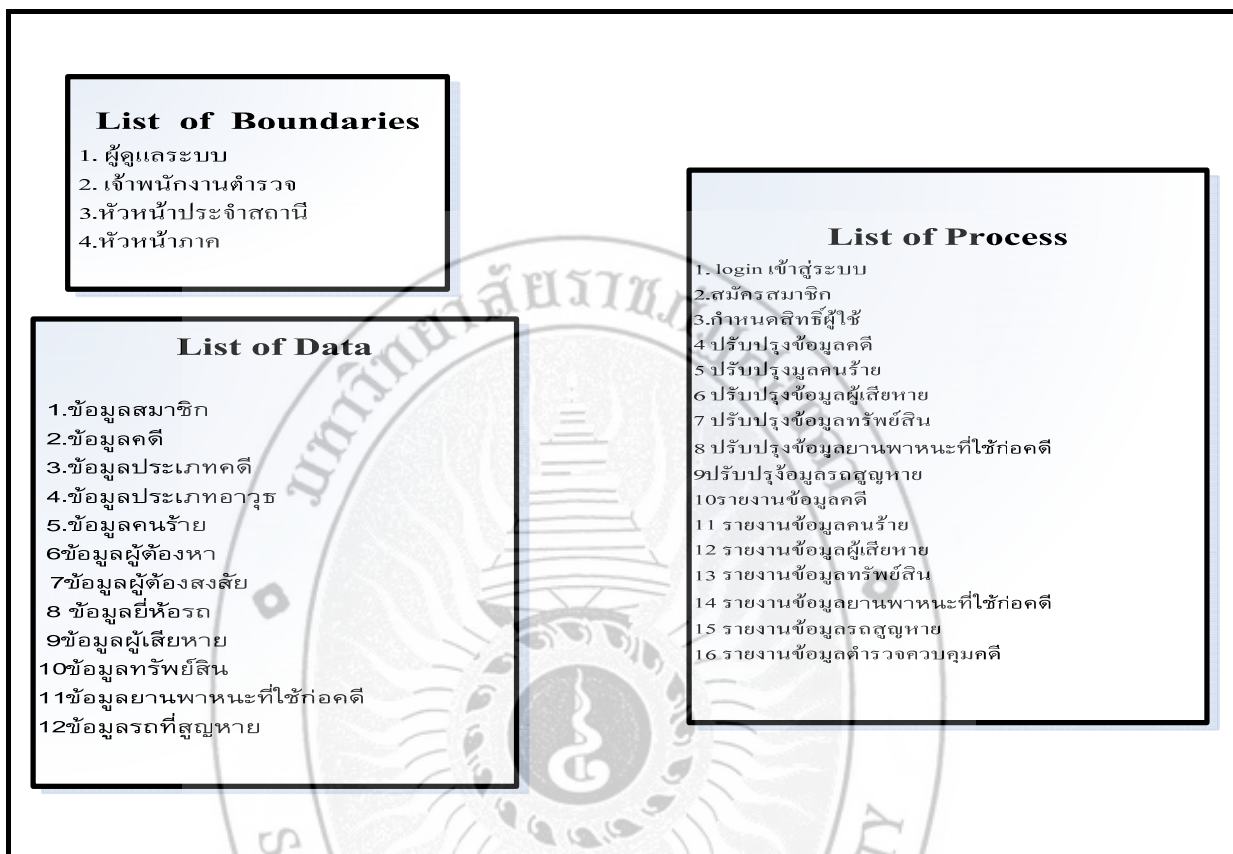 List of Boundaries
1. ผู้ดูแลระบบ
2. เจ้าพนักงานตำรวจ
3.หัวหน้าประจำสถานี
4.หัวหน้าภาค
List of Data
1.ข้อมูลสมาชิก
2.ข้อมูลคดี
3.ข้อมูลประเภทคดี
4.ข้อมูลประเภทอาวุธ
5.ข้อมูลคนร้าย
6ข้อมูลผู้ต้องหา
7ข้อมูลผู้ต้องสงสัย
8 ข้อมูลยี่ห้อรถ
9ข้อมูลผู้เสียหาย
10ข้อมูลทรัพย์สิน
11ข้อมูลยานพาหนะที่ใช้ก่อคดี
12ข้อมูลรถที่สูญหาย
List of Process
1. login เข้าสู่ระบบ
2.สมัครสมาชิก
3.กำหนดสิทธิ์ผู้ใช้
4 ปรับปรุงข้อมูลคดี
5 ปรับปรุงมูลคนร้าย
6 ปรับปรุงข้อมูลผู้เสียหาย
7 ปรับปรุงข้อมูลทรัพย์สิน
8 ปรับปรุงข้อมูลยานพาหนะที่ใช้ก่อคดี
9ปรับปรุง้อมูลรถสูญหาย
10รายงานข้อมูลคดี
11 รายงานข้อมูลคนร้าย
12 รายงานข้อมูลผู้เสียหาย
13 รายงานข้อมูลทรัพย์สิน
14 รายงานข้อมูลยานพาหนะที่ใช้ก่อคดี
15 รายงานข้อมูลรถสูญหาย
16 รายงานข้อมูลตำรวจควบคุมคดี